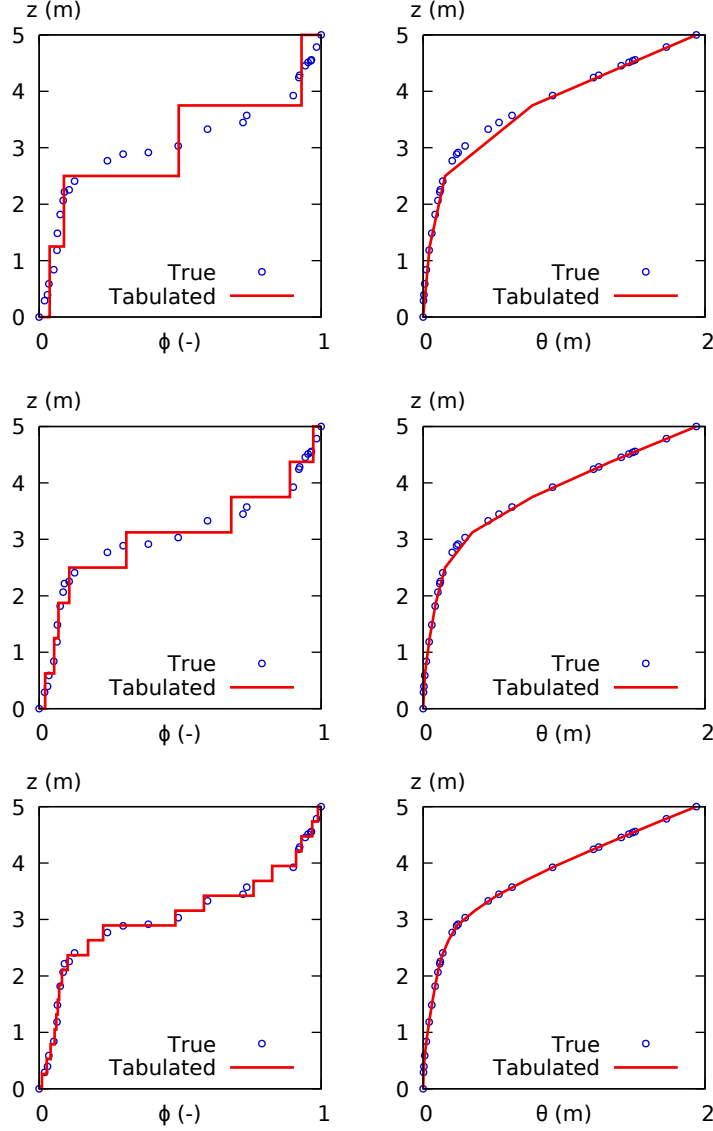 z (m) z (m)
5 5
4 4
3 3
2 2
1 True 1 True
Tabulated Tabulated
0 0
0 ϕ (-) 1 0 θ (m) 2
z (m) z (m)
5 5
4 4
3 3
2 2
1 True 1 True
Tabulated Tabulated
0 0
0 ϕ (-) 1 0 θ (m) 2
z (m) z (m)
5 5
4 4
3 3
2 2
1 True 1 True
Tabulated Tabulated
0 0
0 ϕ (-) 1 0 θ (m) 2